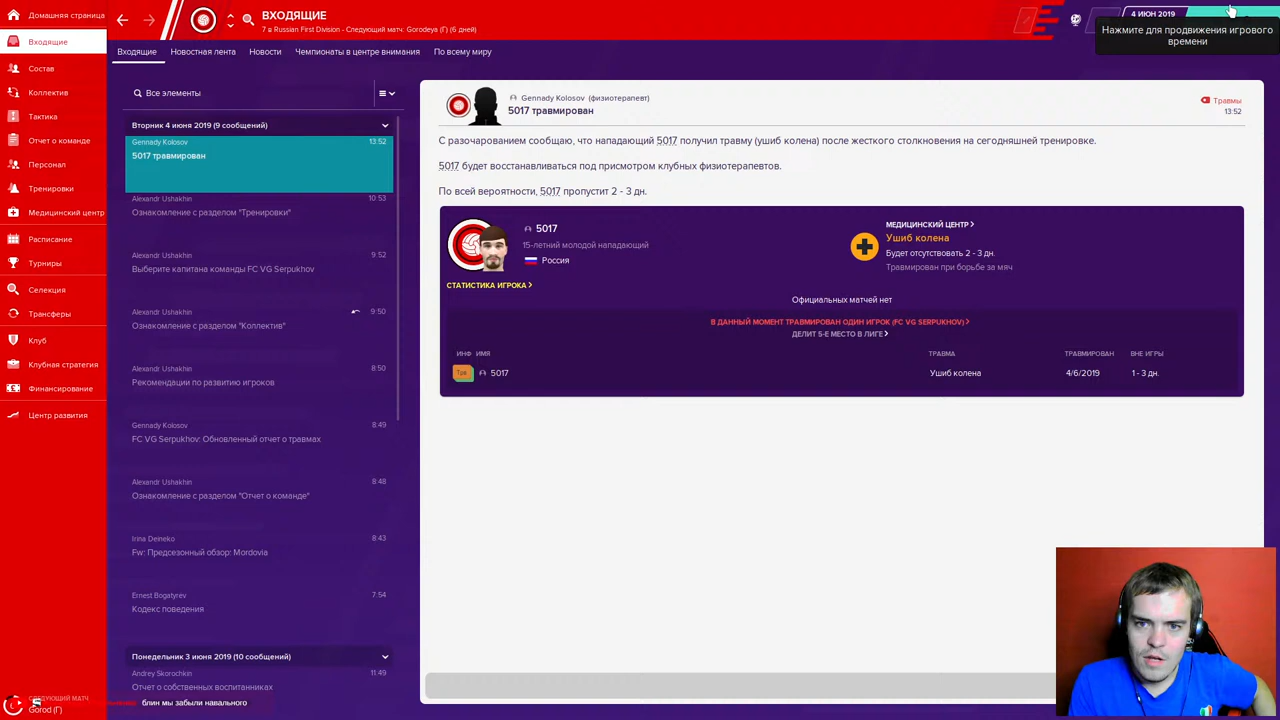 Домашняя страница
Входящие
Состав
Коллектив
Тактика
Отчет о команде
Персонал
Тренировки
Медицинский центр
Расписание
Турниры
Селекция
Трансферы
Клуб
Клубная стратегия
Финансирование
Центр развития
СЛЕДУЮЩИЙ МАТЧ
Gorod (Г)
ВХОДЯЩИЕ
7 в Russian First Division - Следующий матч: Gorodeya (Г) (6 дней)
4 ИЮН 2019
Нажмите для продвижения игрового времени
Входящие Новостная лента Новости Чемпионаты в центре внимания По всему миру
Все элементы
Вторник 4 июня 2019 (9 сообщений)
Gennady Kolosov 13:52
5017 травмирован
Alexandr Ushakhin 10:53
Ознакомление с разделом "Тренировки"
Alexandr Ushakhin 9:52
Выберите капитана команды FC VG Serpukhov
Alexandr Ushakhin 9:50
Ознакомление с разделом "Коллектив"
Alexandr Ushakhin 8:50
Рекомендации по развитию игроков
Gennady Kolosov 8:49
FC VG Serpukhov: Обновленный отчет о травмах
Alexandr Ushakhin 8:48
Ознакомление с разделом "Отчет о команде"
Irina Deineko 8:43
Fw: Предсезонный обзор: Mordovia
Ernest Bogatyrev 7:54
Кодекс поведения
Понедельник 3 июня 2019 (10 сообщений)
Andrey Skorochkin 11:49
Отчет о собственных воспитанниках
блин мы забыли навального
Gennady Kolosov (физиотерапевт)
5017 травмирован
Травмы
13:52
С разочарованием сообщаю, что нападающий 5017 получил травму (ушиб колена) после жесткого столкновения на сегодняшней тренировке.
5017 будет восстанавливаться под присмотром клубных физиотерапевтов.
По всей вероятности, 5017 пропустит 2 - 3 дн.
5017
15-летний молодой нападающий
Россия
СТАТИСТИКА ИГРОКА
МЕДИЦИНСКИЙ ЦЕНТР
Ушиб колена
Будет отсутствовать 2 - 3 дн.
Травмирован при борьбе за мяч
Официальных матчей нет
В ДАННЫЙ МОМЕНТ ТРАВМИРОВАН ОДИН ИГРОК (FC VG SERPUKHOV)
ДЕЛИТ 5-Е МЕСТО В ЛИГЕ
ИНФ ИМЯ ТРАВМА ТРАВМИРОВАН ВНЕ ИГРЫ
Трв 5017 Ушиб колена 4/6/2019 1 - 3 дн.